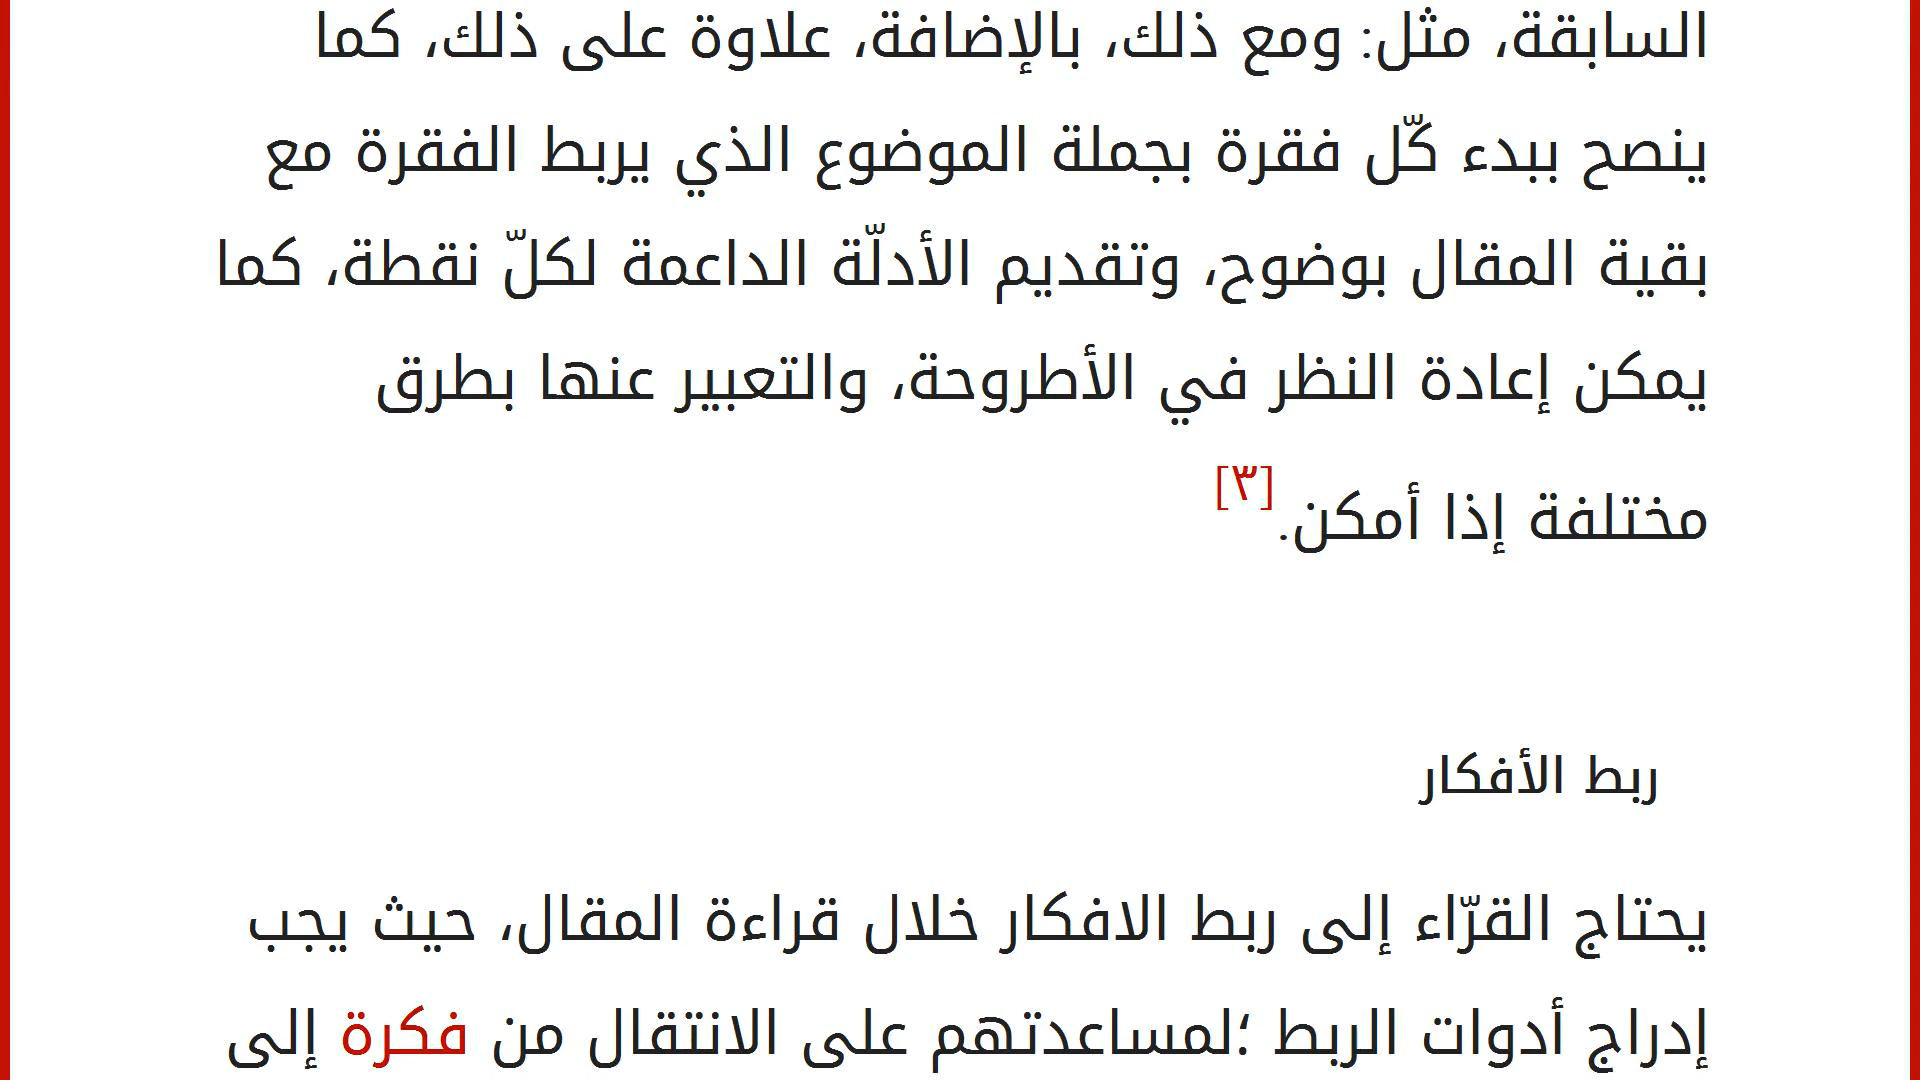 السابقة، مثل: ومع ذلك، بالإضافة، علاوة على ذلك، كما
ينصح ببدء كّل فقرة بجملة الموضوع الذي يربط الفقرة مع
بقية المقال بوضوح، وتقديم الأدلّة الداعمة لكلّ نقطة، كما
يمكن إعادة النظر في الأطروحة، والتعبير عنها بطرق
مختلفة إذا أمكن.[٣]
ربط الأفكار
يحتاج القرّاء إلى ربط الافكار خلال قراءة المقال، حيث يجب
إدراج أدوات الربط ؛لمساعدتهم على الانتقال من فكرة إلى